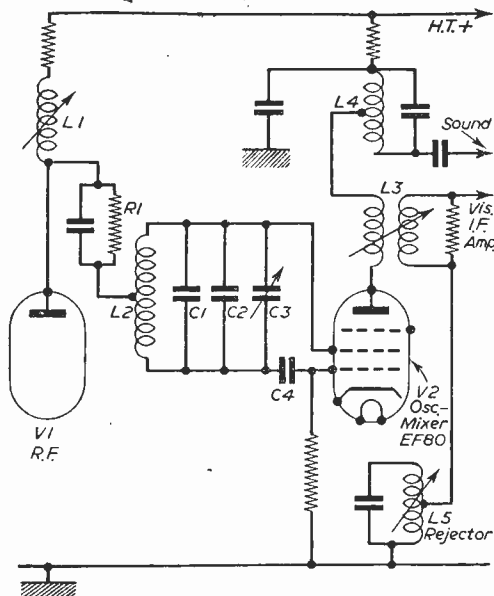 H.T.+
L4
L1
Sound
L3
Vis.
I.F.
Amp.
R1
L2
C1
C2
C3
C4
V1
R.F.
V2
Osc-
Mixer
EF80
L5
Rejector